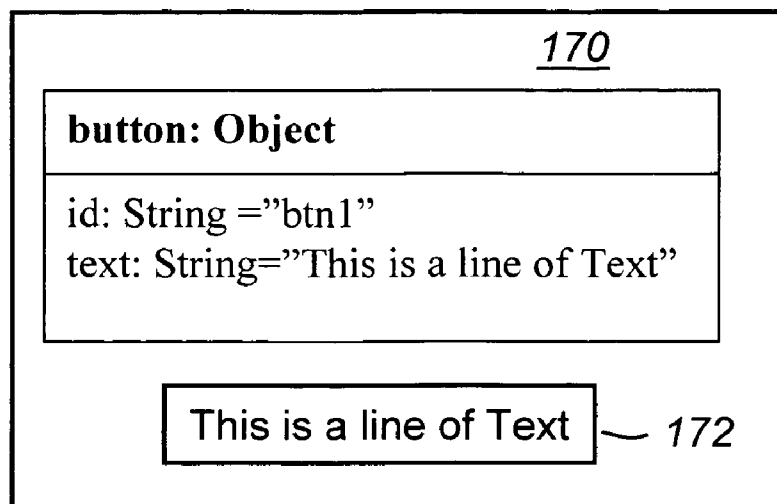 170
button: Object
id: String =”btn1”
text: String=”This is a line of Text”
This is a line of Text
172